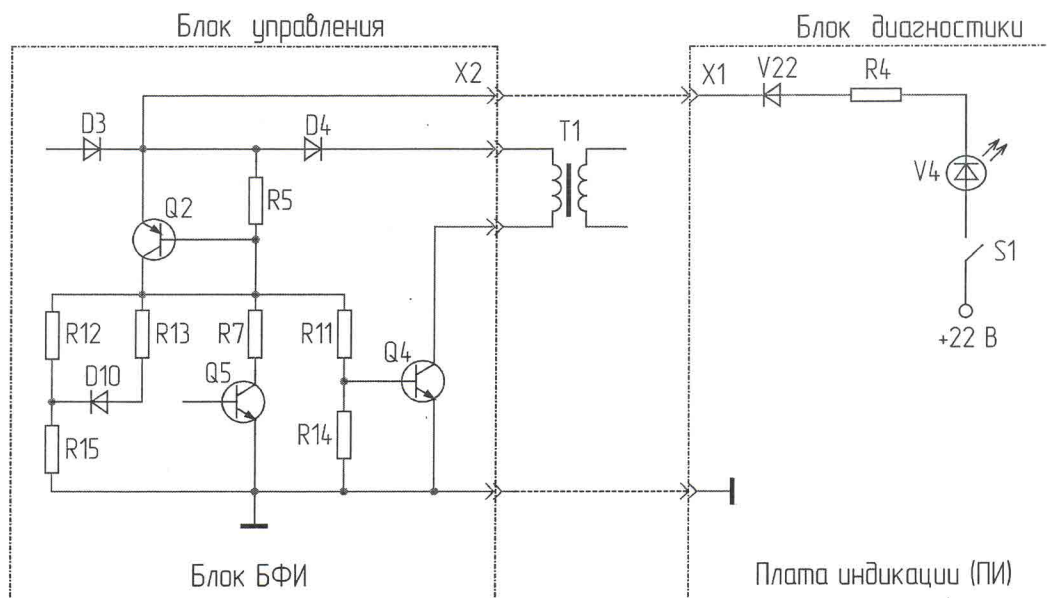 Блок управления
Блок диагностики
X2
X1
V22
R4
D3
D4
T1
V4
R5
Q2
S1
R12
R13
R7
R11
Q4
+22 В
D10
Q5
R15
R14
Блок БФИ
Плата индикации (ПИ)